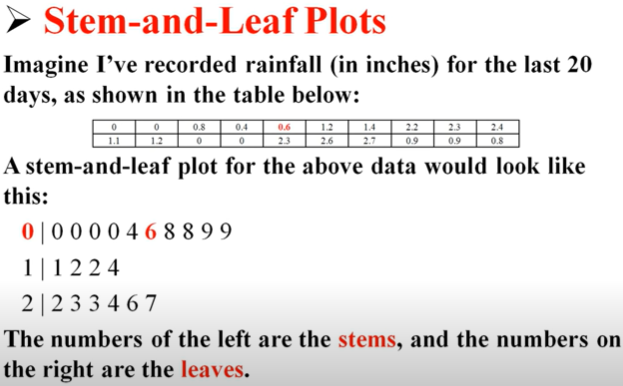 ➢ Stem-and-Leaf Plots
Imagine I've recorded rainfall (in inches) for the last 20
days, as shown in the table below:
0 0 0.8 0.4 0.6 1.2 1.4 2.2 2.3 2.4
1.1 1.2 0 0 2.3 2.6 2.7 0.9 0.9 0.8
A stem-and-leaf plot for the above data would look like
this:
0 | 0 0 0 0 4 6 8 8 9 9
1 | 1 2 2 4
2 | 2 3 3 4 6 7
The numbers of the left are the stems, and the numbers on
the right are the leaves.